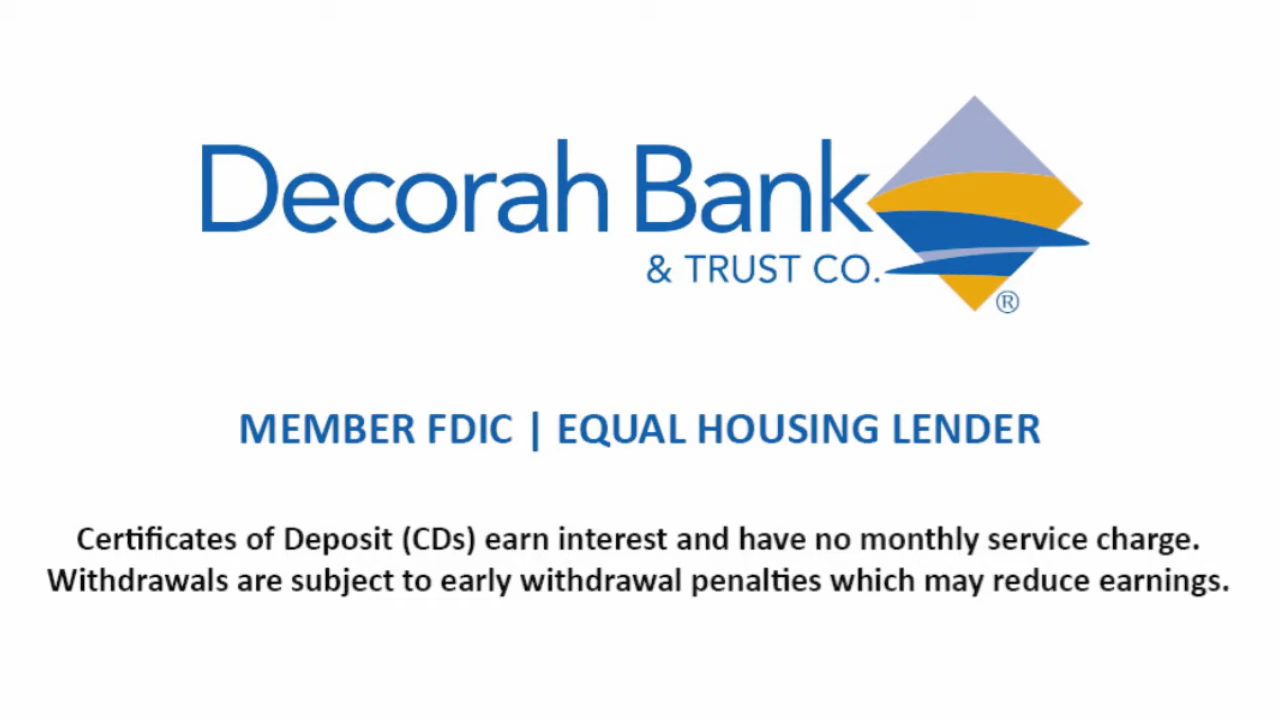 Decorah Bank
& TRUST CO.
®
MEMBER FDIC | EQUAL HOUSING LENDER
Certificates of Deposit (CDs) earn interest and have no monthly service charge.
Withdrawals are subject to early withdrawal penalties which may reduce earnings.